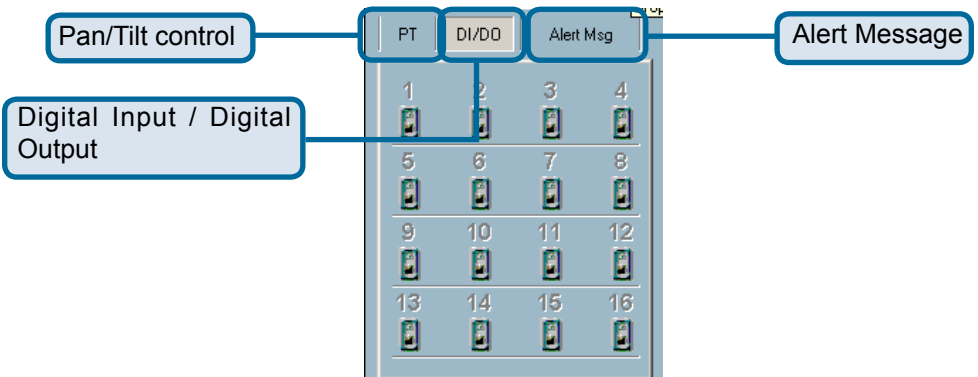 Pan/Tilt control
PT
DI/DO
Alert Msg
Alert Message
Digital Input / Digital
Output
1 2 3 4
5 6 7 8
9 10 11 12
13 14 15 16